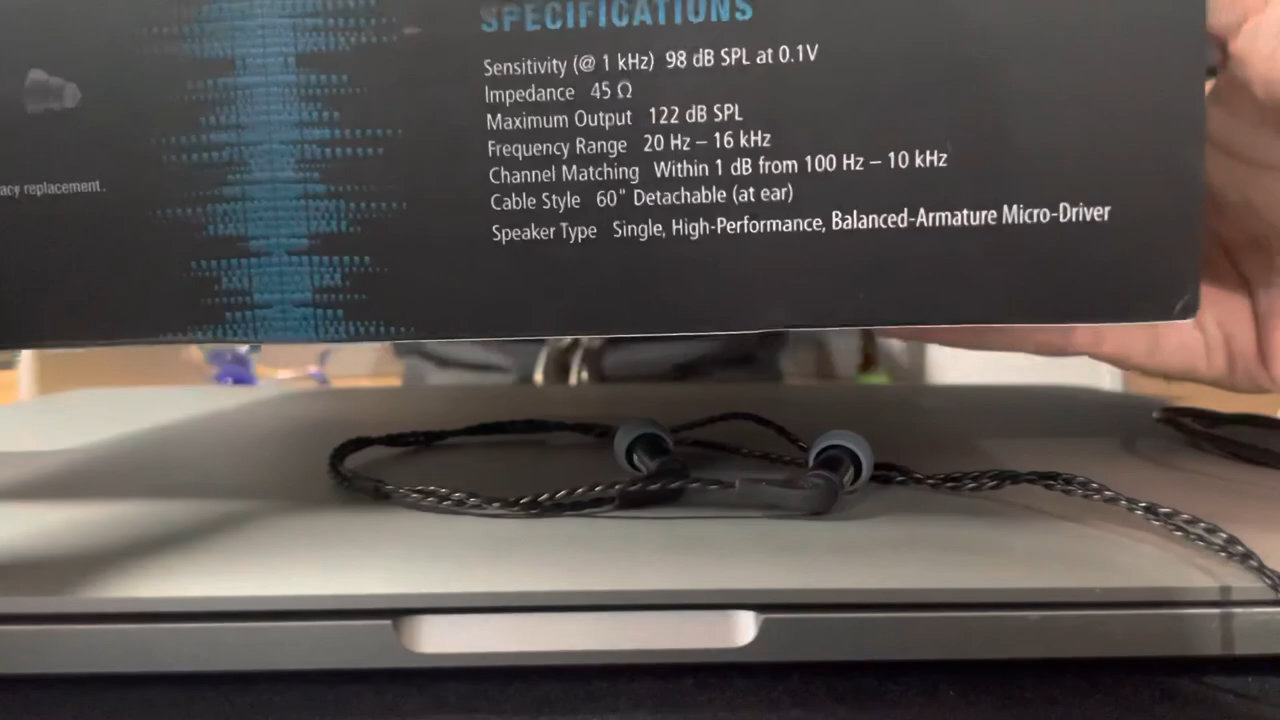 SPECIFICATIONS
Sensitivity (@ 1 kHz) 98 dB SPL at 0.1V
Impedance 45 Ω
Maximum Output 122 dB SPL
Frequency Range 20 Hz – 16 kHz
Channel Matching Within 1 dB from 100 Hz – 10 kHz
acy replacement.
Cable Style 60" Detachable (at ear)
Speaker Type Single, High-Performance, Balanced-Armature Micro-Driver